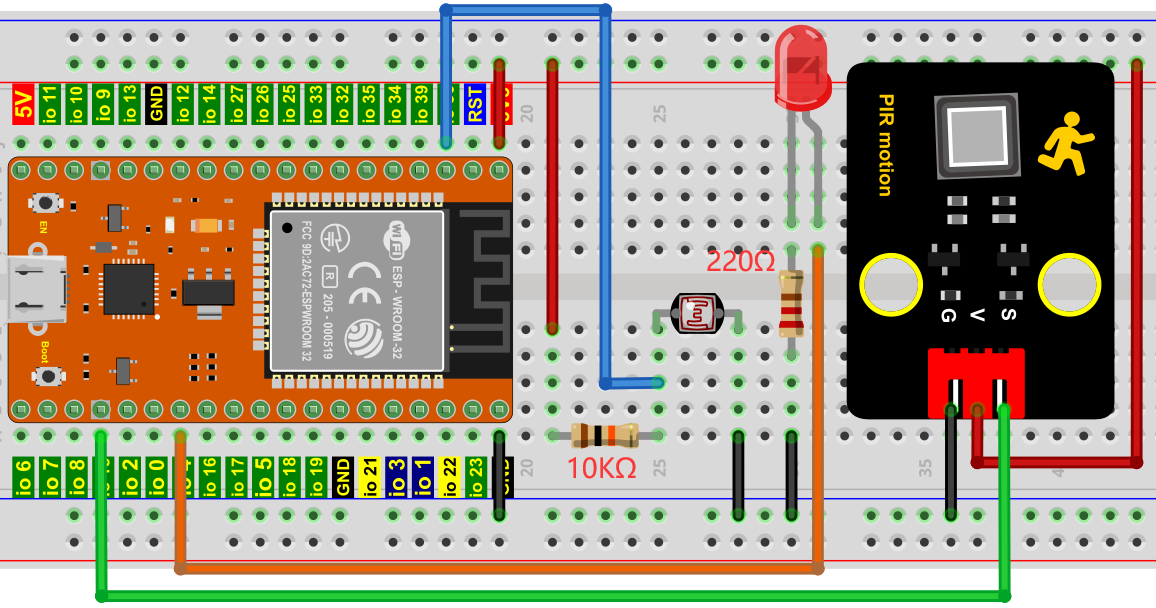 5V
io 11
io 10
io 9
io 13
GND
io 12
io 14
io 27
io 26
io 25
io 33
io 32
io 35
io 34
io 39
RST
20
25
PIR motion
EN
Boot
WiFi
FCC 9D:2AC72-ESPWROOM 32
R
205 - 000519
CE
ESP - WROOM-32
220Ω
G
V
S
10KΩ
io 6
io 7
io 8
io 2
io 0
io 16
io 17
io 5
io 18
io 19
GND
io 21
io 3
io 1
io 22
io 23
20
25
35